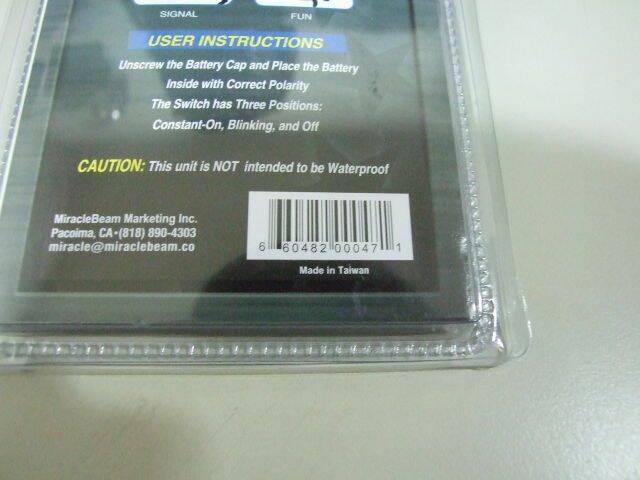 SIGNAL FUN
USER INSTRUCTIONS
Unscrew the Battery Cap and Place the Battery
Inside with Correct Polarity
The Switch has Three Positions:
Constant-On, Blinking, and Off
CAUTION: This unit is NOT intended to be Waterproof
MiracleBeam Marketing Inc.
Pacoima, CA•(818) 890-4303
miracle@miraclebeam.co
6 60482 00047 1
Made in Taiwan